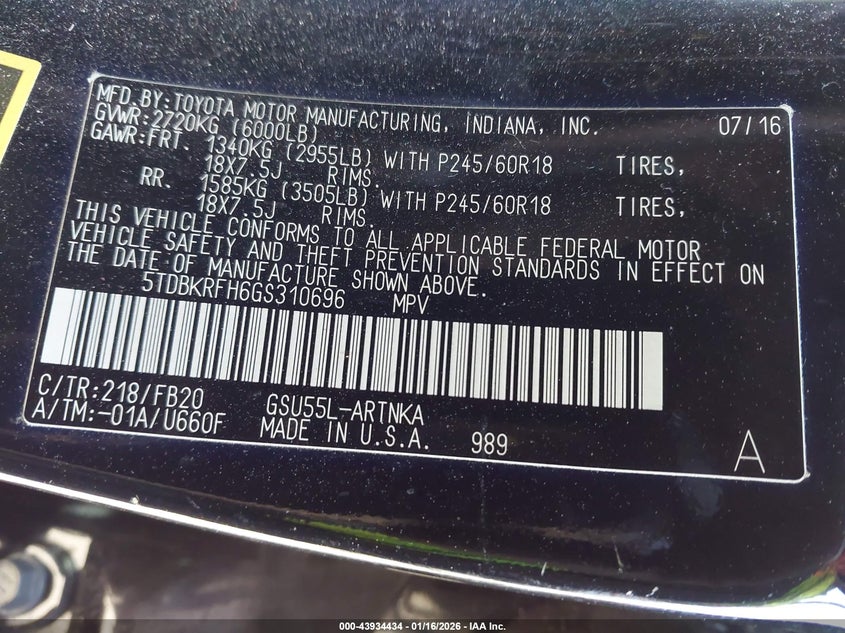 MFD.BY:TOYOTA MOTOR MANUFACTURING, INDIANA, INC. 07/16
GVWR:2720KG (6000LB)
GAWR:FRT. 1340KG (2955LB) WITH P245/60R18 TIRES,
18X7.5J RIMS.
RR. 1585KG (3505LB) WITH P245/60R18 TIRES,
18X7.5J RIMS.
THIS VEHICLE CONFORMS TO ALL APPLICABLE FEDERAL MOTOR
VEHICLE SAFETY AND THEFT PREVENTION STANDARDS IN EFFECT ON
THE DATE OF MANUFACTURE SHOWN ABOVE.
5TDBKRFH6GS310696 MPV
C/TR:218/FB20 GSU55L-ARTNKA
A/TM:-01A/U660F MADE IN U.S.A. 989 A
000-43934434 - 01/16/2026 - IAA Inc.